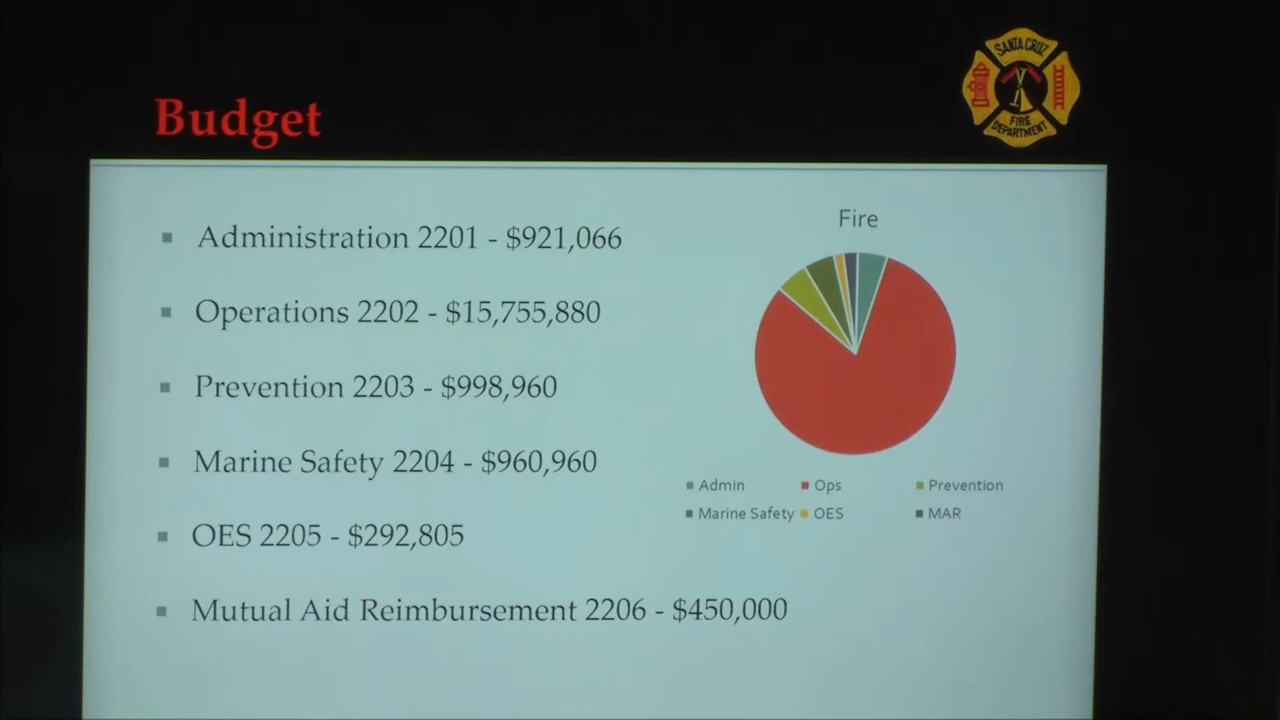 SANTA CRUZ
FIRE
DEPARTMENT
Budget
Administration 2201 - $921,066
Operations 2202 - $15,755,880
Prevention 2203 - $998,960
Marine Safety 2204 - $960,960
OES 2205 - $292,805
Mutual Aid Reimbursement 2206 - $450,000
Fire
Admin Ops Prevention
Marine Safety OES MAR